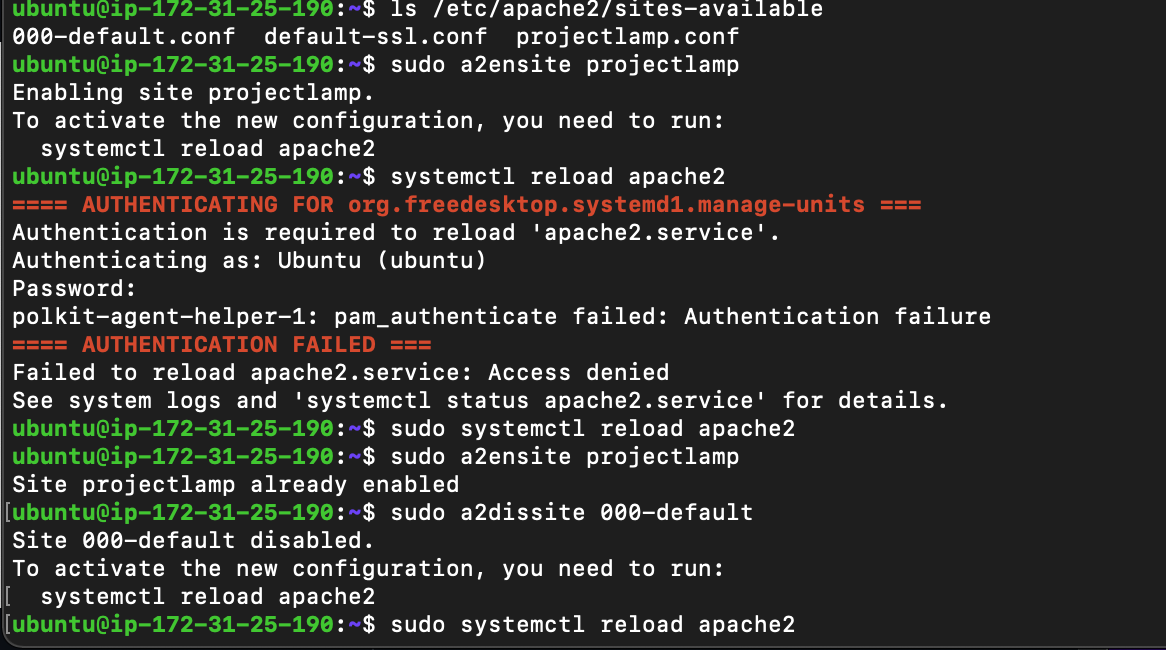 ubuntu@ip-172-31-25-190:~$ ls /etc/apache2/sites-available
000-default.conf  default-ssl.conf  projectlamp.conf
ubuntu@ip-172-31-25-190:~$ sudo a2ensite projectlamp
Enabling site projectlamp.
To activate the new configuration, you need to run:
  systemctl reload apache2
ubuntu@ip-172-31-25-190:~$ systemctl reload apache2
==== AUTHENTICATING FOR org.freedesktop.systemd1.manage-units ===
Authentication is required to reload 'apache2.service'.
Authenticating as: Ubuntu (ubuntu)
Password:
polkit-agent-helper-1: pam_authenticate failed: Authentication failure
==== AUTHENTICATION FAILED ===
Failed to reload apache2.service: Access denied
See system logs and 'systemctl status apache2.service' for details.
ubuntu@ip-172-31-25-190:~$ sudo systemctl reload apache2
ubuntu@ip-172-31-25-190:~$ sudo a2ensite projectlamp
Site projectlamp already enabled
[ubuntu@ip-172-31-25-190:~$ sudo a2dissite 000-default
Site 000-default disabled.
To activate the new configuration, you need to run:
[  systemctl reload apache2
[ubuntu@ip-172-31-25-190:~$ sudo systemctl reload apache2